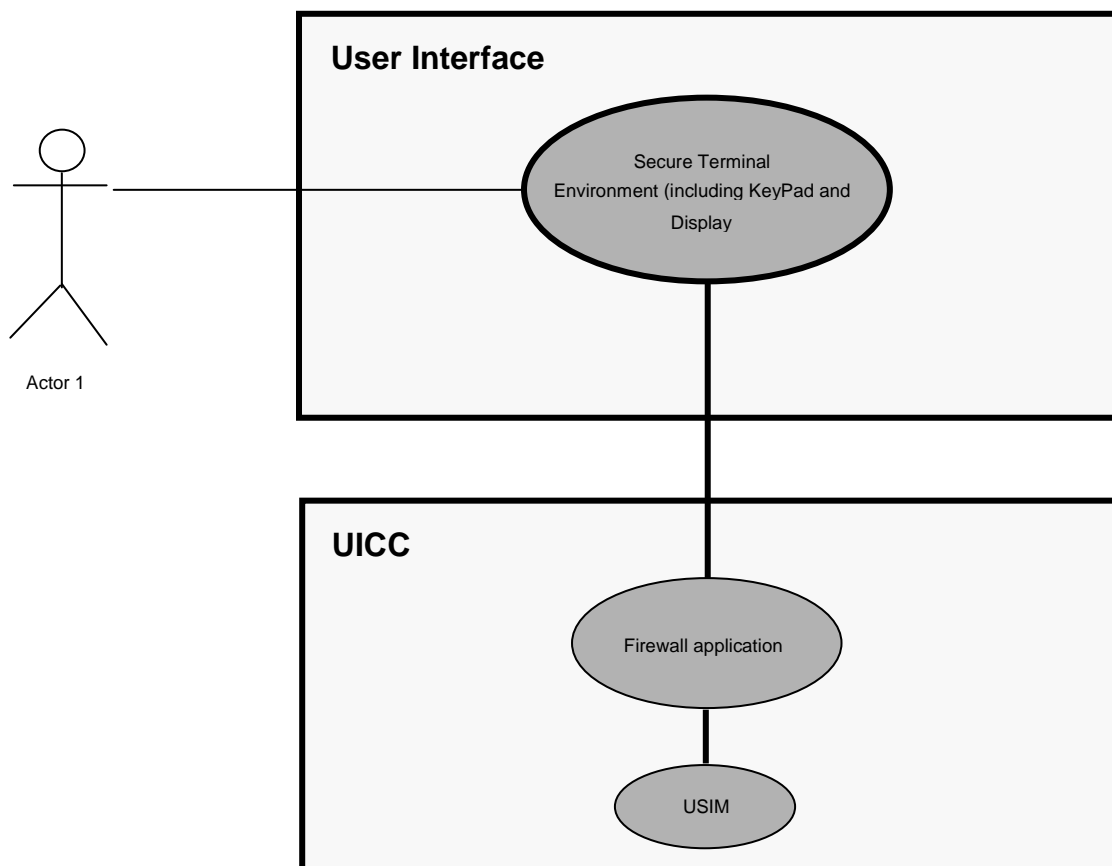 User Interface
Secure Terminal
Environment (including KeyPad and
Display
Actor 1
UICC
Firewall application
USIM